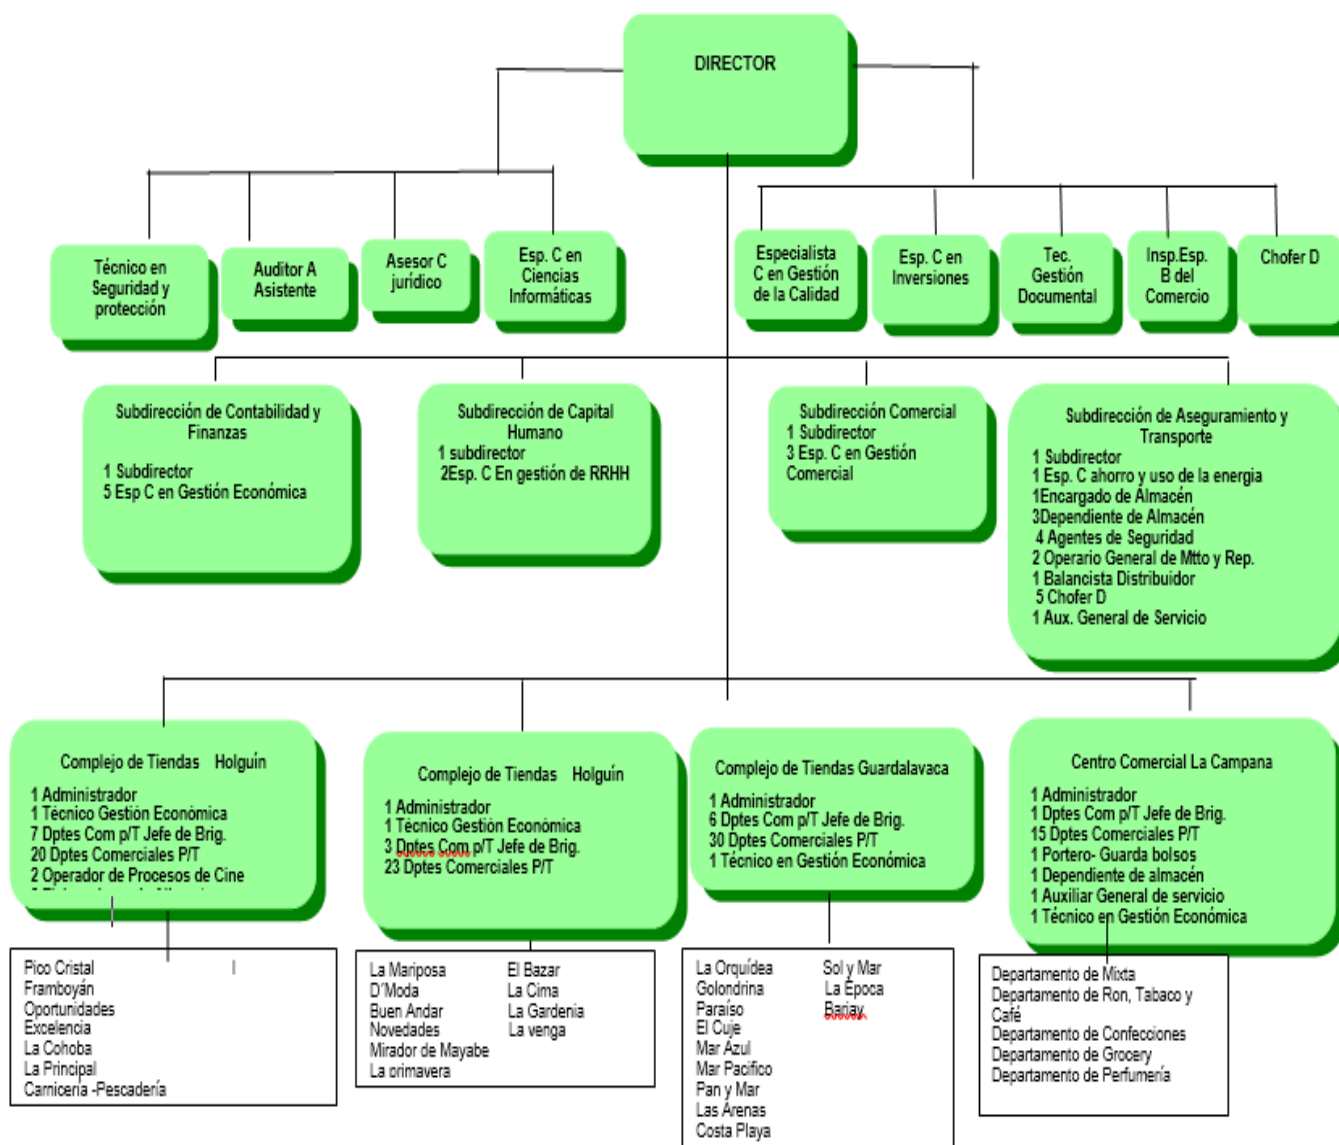 DIRECTOR
Técnico en
Seguridad y
protección
Auditor A
Asistente
Asesor C
jurídico
Esp. C en
Ciencias
Informáticas
Especialista
C en Gestión
de la Calidad
Esp. C en
Inversiones
Tec.
Gestión
Documental
Insp.Esp.
B del
Comercio
Chofer D
Subdirección de Contabilidad y
Finanzas
1 Subdirector
5 Esp C en Gestión Económica
Subdirección de Capital
Humano
1 subdirector
2Esp. C En gestión de RRHH
Subdirección Comercial
1 Subdirector
3 Esp. C en Gestión
Comercial
Subdirección de Aseguramiento y
Transporte
1 Subdirector
1 Esp. C ahorro y uso de la energia
1Encargado de Almacén
3Dependiente de Almacén
4 Agentes de Seguridad
2 Operario General de Mtto y Rep.
1 Balancista Distribuidor
5 Chofer D
1 Aux. General de Servicio
Complejo de Tiendas Holguín
1 Administrador
1 Técnico Gestión Económica
7 Dptes Com p/T Jefe de Brig.
20 Dptes Comerciales P/T
2 Operador de Procesos de Cine
Complejo de Tiendas Holguín
1 Administrador
1 Técnico Gestión Económica
3 Dptes Com p/T Jefe de Brig.
23 Dptes Comerciales P/T
Complejo de Tiendas Guardalavaca
1 Administrador
6 Dptes Com p/T Jefe de Brig.
30 Dptes Comerciales P/T
1 Técnico en Gestión Económica
Centro Comercial La Campana
1 Administrador
1 Dptes Com p/T Jefe de Brig.
15 Dptes Comerciales P/T
1 Portero- Guarda bolsos
1 Dependiente de almacén
1 Auxiliar General de servicio
1 Técnico en Gestión Económica
Pico Cristal
Framboyán
Oportunidades
Excelencia
La Cohoba
La Principal
Carnicería -Pescadería
La Mariposa
D´Moda
Buen Andar
Novedades
Mirador de Mayabe
La primavera
El Bazar
La Cima
La Gardenia
La venga
La Orquídea
Golondrina
Paraíso
El Cuje
Mar Azul
Mar Pacifico
Pan y Mar
Las Arenas
Costa Playa
Sol y Mar
La Época
Bariay
Departamento de Mixta
Departamento de Ron, Tabaco y
Café
Departamento de Confecciones
Departamento de Grocery
Departamento de Perfumería